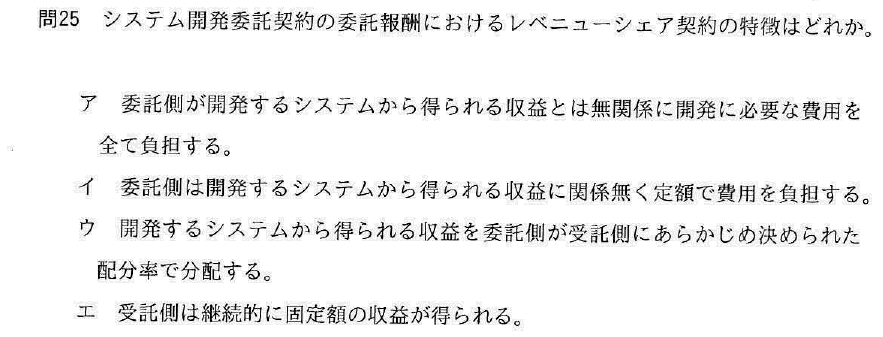 問25 システム開発委託契約の委託報酬におけるレベニューシェア契約の特徴はどれか。
ア 委託側が開発するシステムから得られる収益とは無関係に開発に必要な費用を
全て負担する。
イ 委託側は開発するシステムから得られる収益に関係無く定額で費用を負担する。
ウ 開発するシステムから得られる収益を委託側が受託側にあらかじめ決められた
配分率で分配する。
エ 受託側は継続的に固定額の収益が得られる。